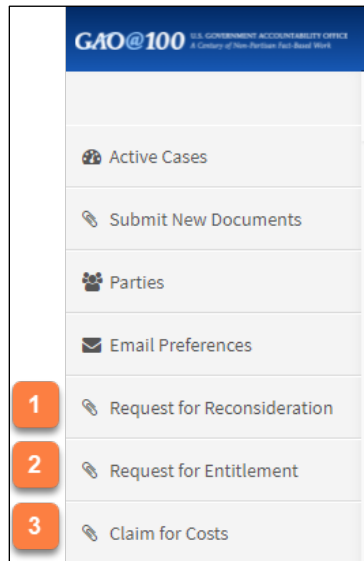 GAO@100 U.S. GOVERNMENT ACCOUNTABILITY OFFICE
A Century of Non-Partisan Fact-Based Work
Active Cases
Submit New Documents
Parties
Email Preferences
1 Request for Reconsideration
2 Request for Entitlement
3 Claim for Costs